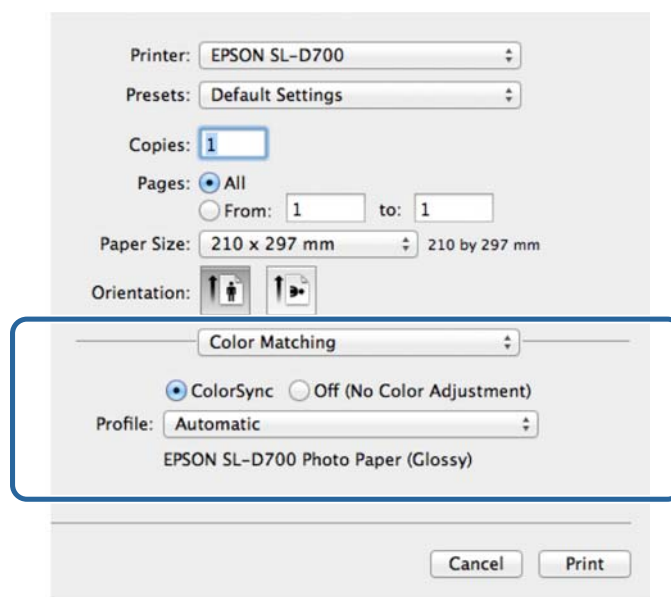 Printer: EPSON SL-D700
Presets: Default Settings
Copies: 1
Pages: All
From: 1 to: 1
Paper Size: 210 x 297 mm 210 by 297 mm
Orientation:
Color Matching
ColorSync Off (No Color Adjustment)
Profile: Automatic
EPSON SL-D700 Photo Paper (Glossy)
Cancel Print